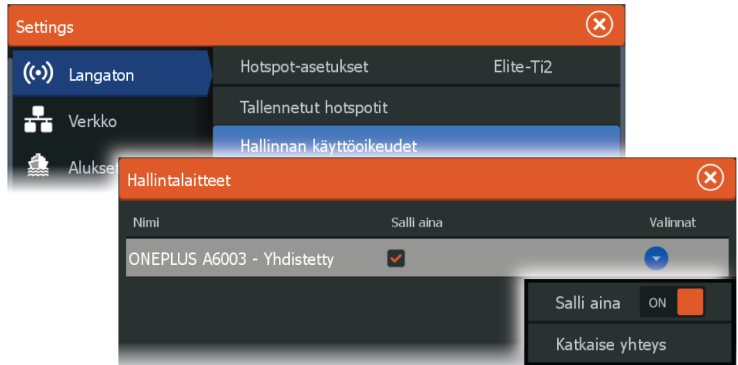 Settings
Langaton
Hotspot-asetukset Elite-Ti2
Verkko
Tallennetut hotspotit
Hallinnan käyttöoikeudet
Hallintalaitteet
Nimi Salli aina Valinnat
ONEPLUS A6003 - Yhdistetty
Salli aina ON
Katkaise yhteys